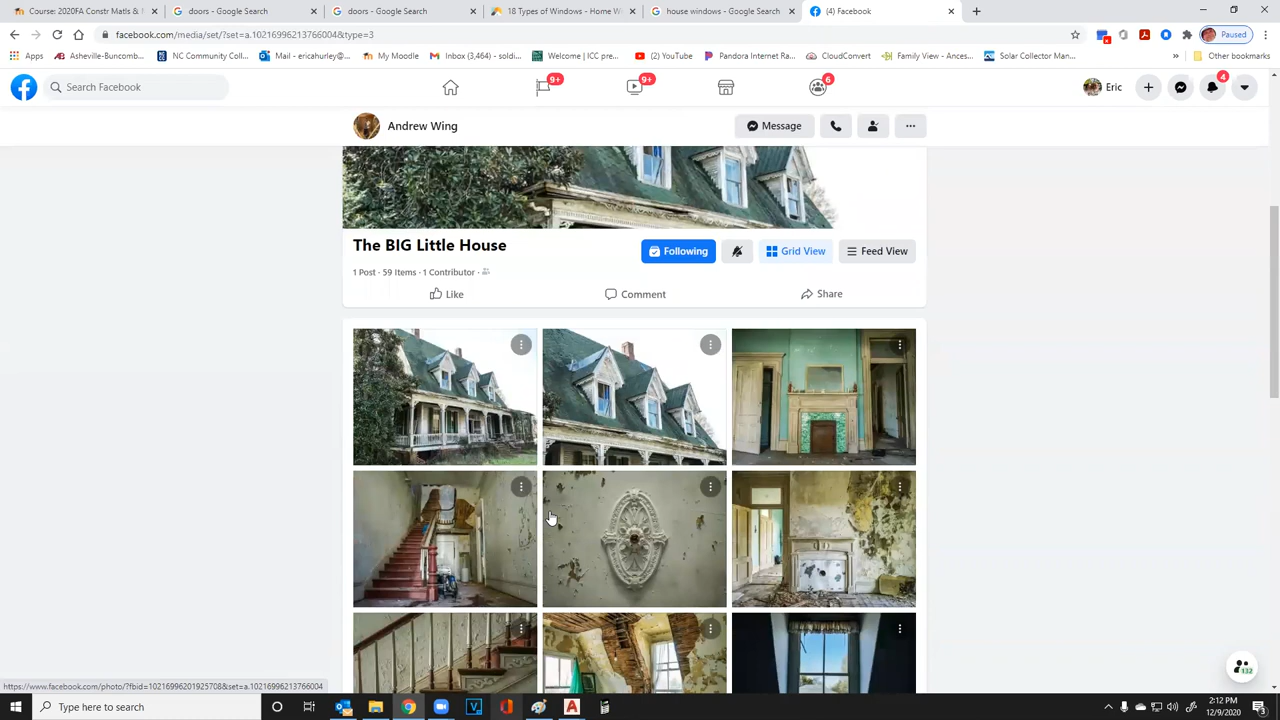 Course: 2020FA Constr Matls &
doors - Google Search
doors - Google Search
18 Types of Windows - Home W
house windows - Google Search
(4) Facebook
facebook.com/media/set/?set=a.10216996213766004&type=3
Paused
Apps
Asheville-Buncomb...
NC Community Coll...
Mail - ericahurley@...
My Moodle
Inbox (3,464) - soldi...
Welcome | ICC pre...
(2) YouTube
Pandora Internet Ra...
CloudConvert
Family View - Ances...
Solar Collector Man...
»
Other bookmarks
Search Facebook
9+
9+
6
Eric
4
Andrew Wing
Message
The BIG Little House
Following
Grid View
Feed View
1 Post · 59 Items · 1 Contributor ·
Like
Comment
Share
132
https://www.facebook.com/photo/?fbid=10216996201925708&set=a.10216996213766004
Type here to search
2:12 PM
12/9/2020